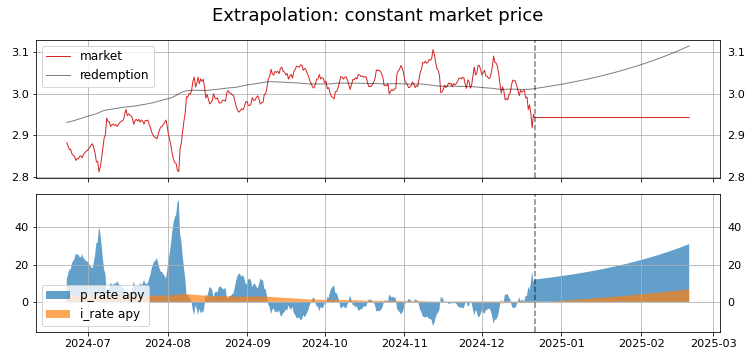 Extrapolation: constant market price
3.1 3.1
market
redemption
3.0 3.0
2.9 2.9
2.8 2.8
40 40
20 20
0 0
p_rate apy
i_rate apy
2024-07 2024-08 2024-09 2024-10 2024-11 2024-12 2025-01 2025-02 2025-03